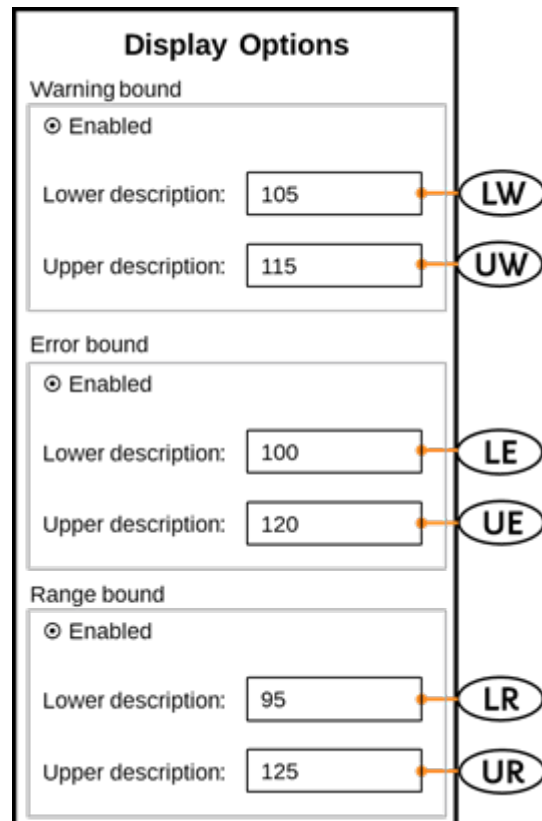 Display Options
Warning bound
Enabled
Lower description: 105 LW
Upper description: 115 UW
Error bound
Enabled
Lower description: 100 LE
Upper description: 120 UE
Range bound
Enabled
Lower description: 95 LR
Upper description: 125 UR